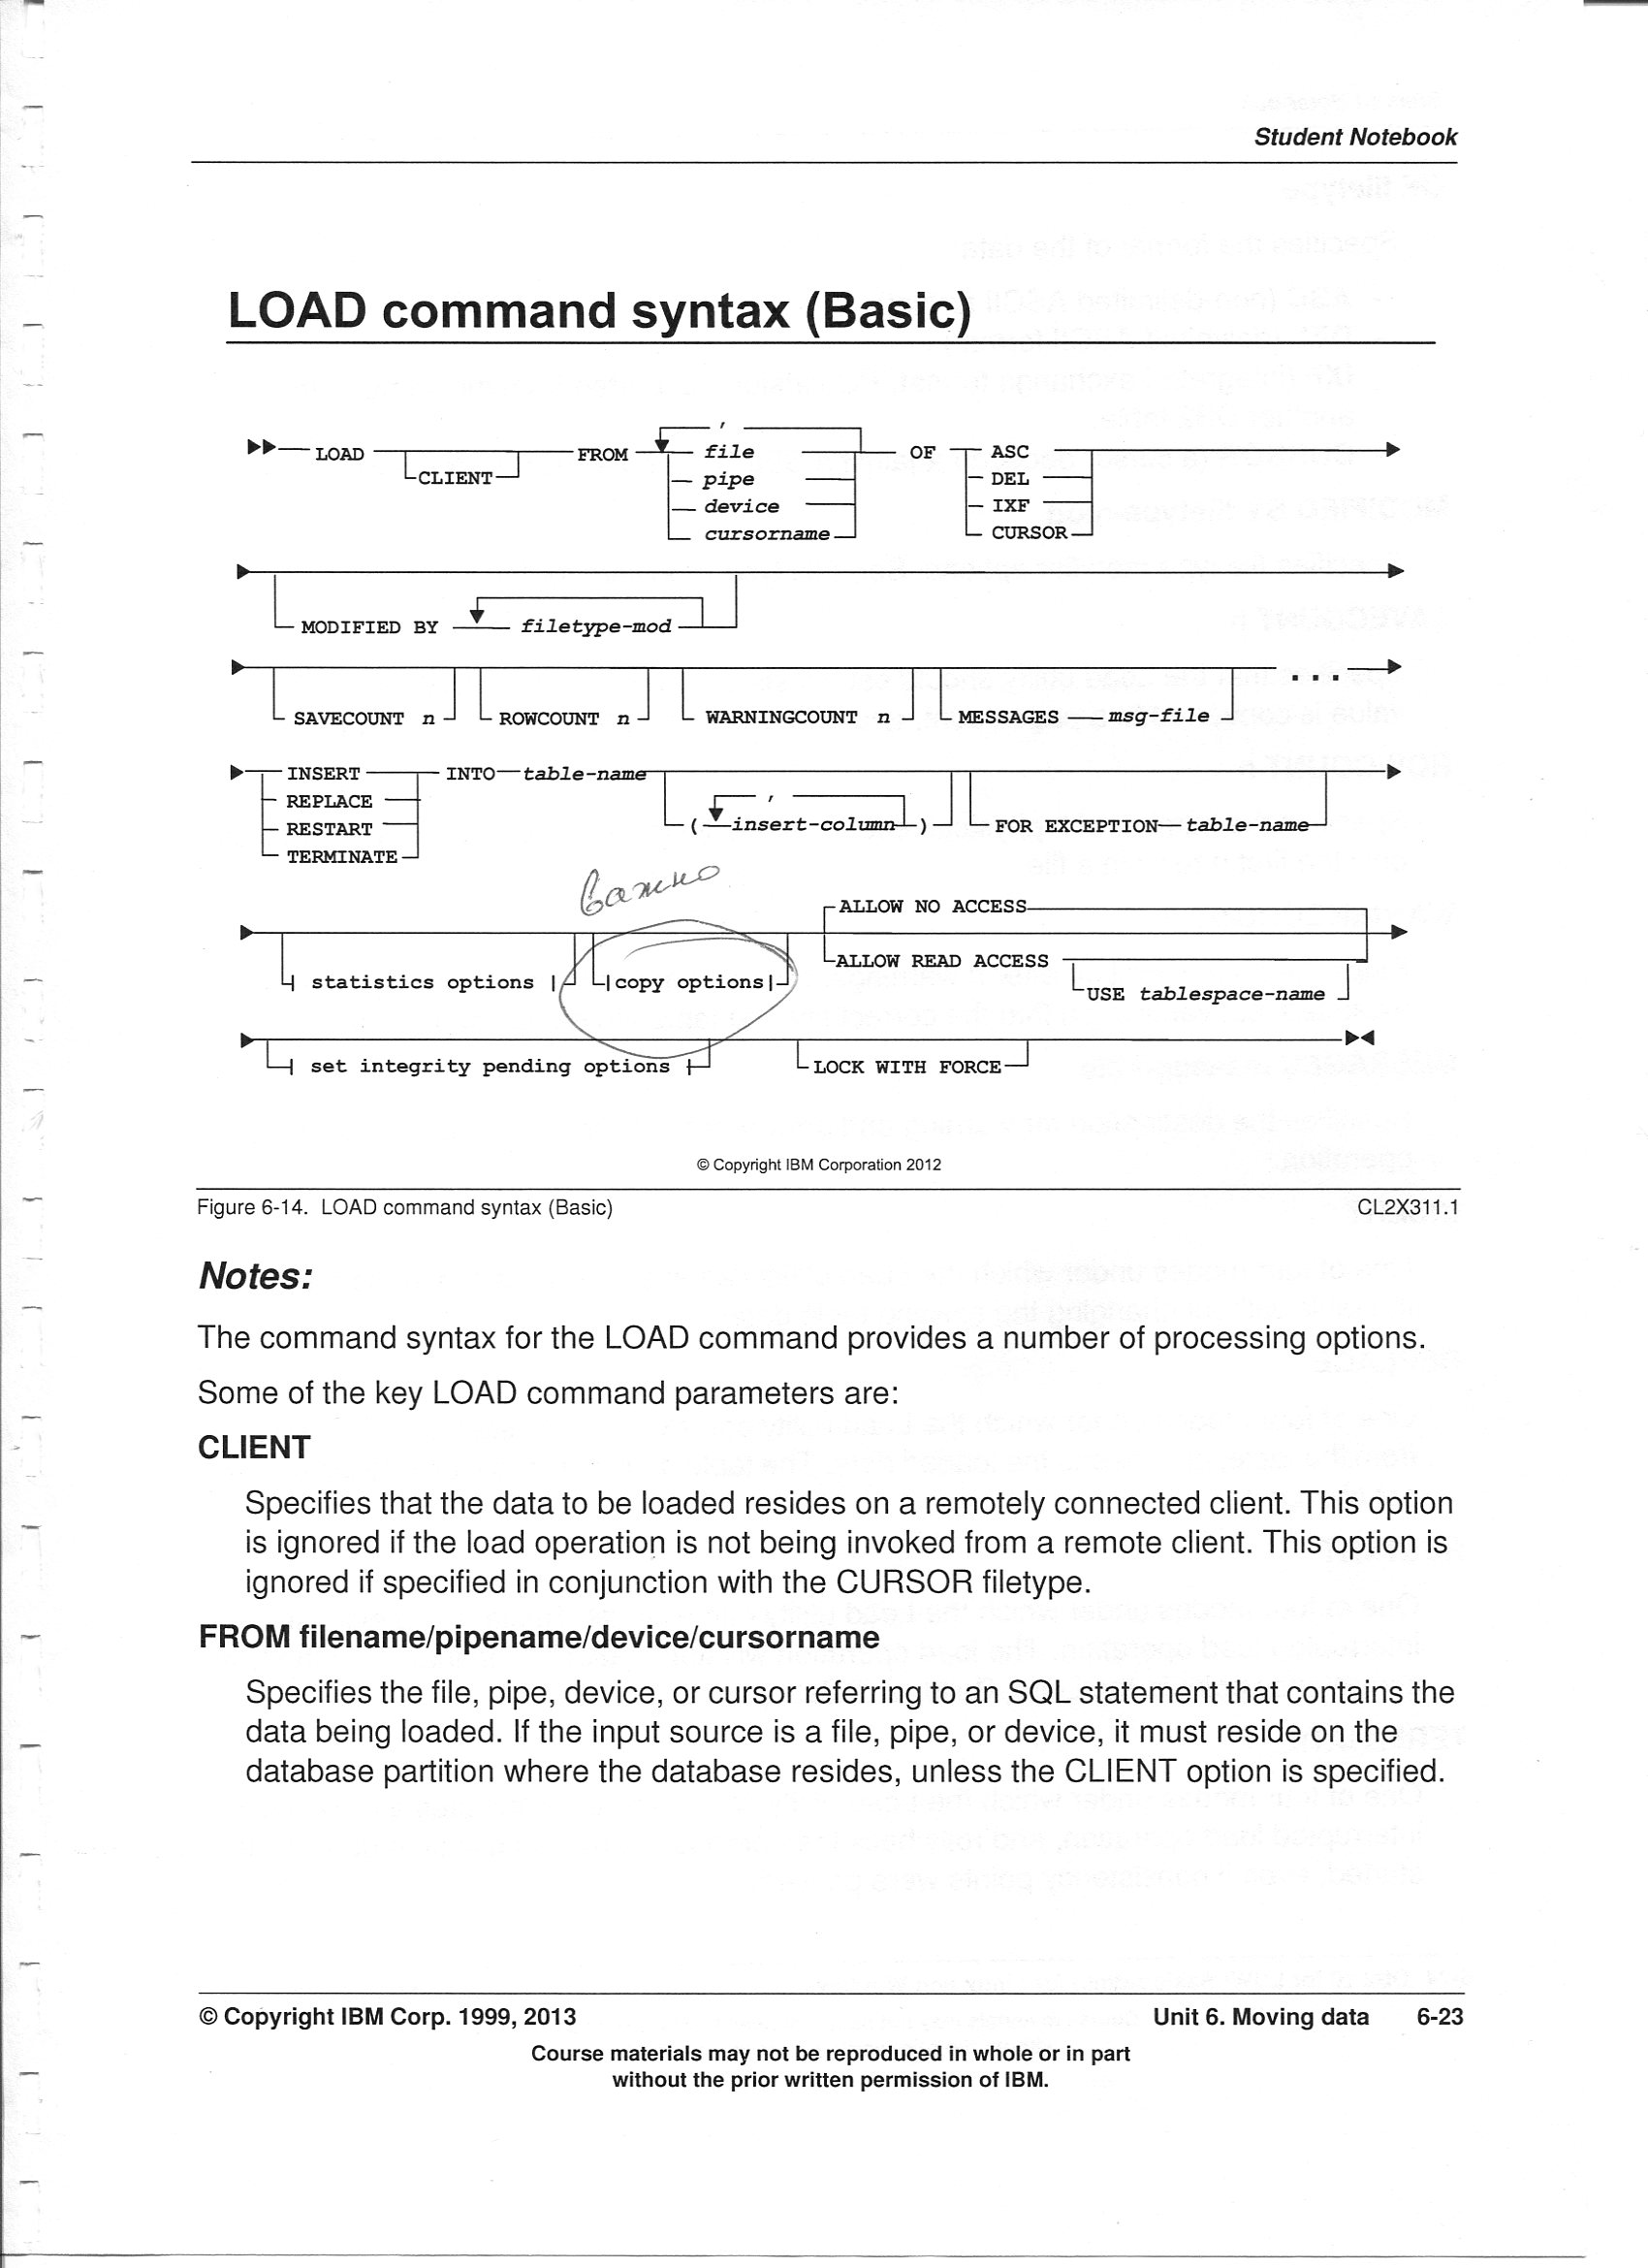 Student Notebook
LOAD command syntax (Basic)
LOAD CLIENT FROM file , OF ASC
pipe DEL
device IXF
cursorname CURSOR
MODIFIED BY filetype-mod
SAVECOUNT n ROWCOUNT n WARNINGCOUNT n MESSAGES msg-file ...
INSERT INTO table-name
REPLACE
RESTART ( , insert-column ) FOR EXCEPTION table-name
TERMINATE
важно
ALLOW NO ACCESS
ALLOW READ ACCESS
statistics options copy options USE tablespace-name
set integrity pending options LOCK WITH FORCE
© Copyright IBM Corporation 2012
Figure 6-14. LOAD command syntax (Basic) CL2X311.1
Notes:
The command syntax for the LOAD command provides a number of processing options.
Some of the key LOAD command parameters are:
CLIENT
Specifies that the data to be loaded resides on a remotely connected client. This option
is ignored if the load operation is not being invoked from a remote client. This option is
ignored if specified in conjunction with the CURSOR filetype.
FROM filename/pipename/device/cursorname
Specifies the file, pipe, device, or cursor referring to an SQL statement that contains the
data being loaded. If the input source is a file, pipe, or device, it must reside on the
database partition where the database resides, unless the CLIENT option is specified.
© Copyright IBM Corp. 1999, 2013 Unit 6. Moving data 6-23
Course materials may not be reproduced in whole or in part
without the prior written permission of IBM.